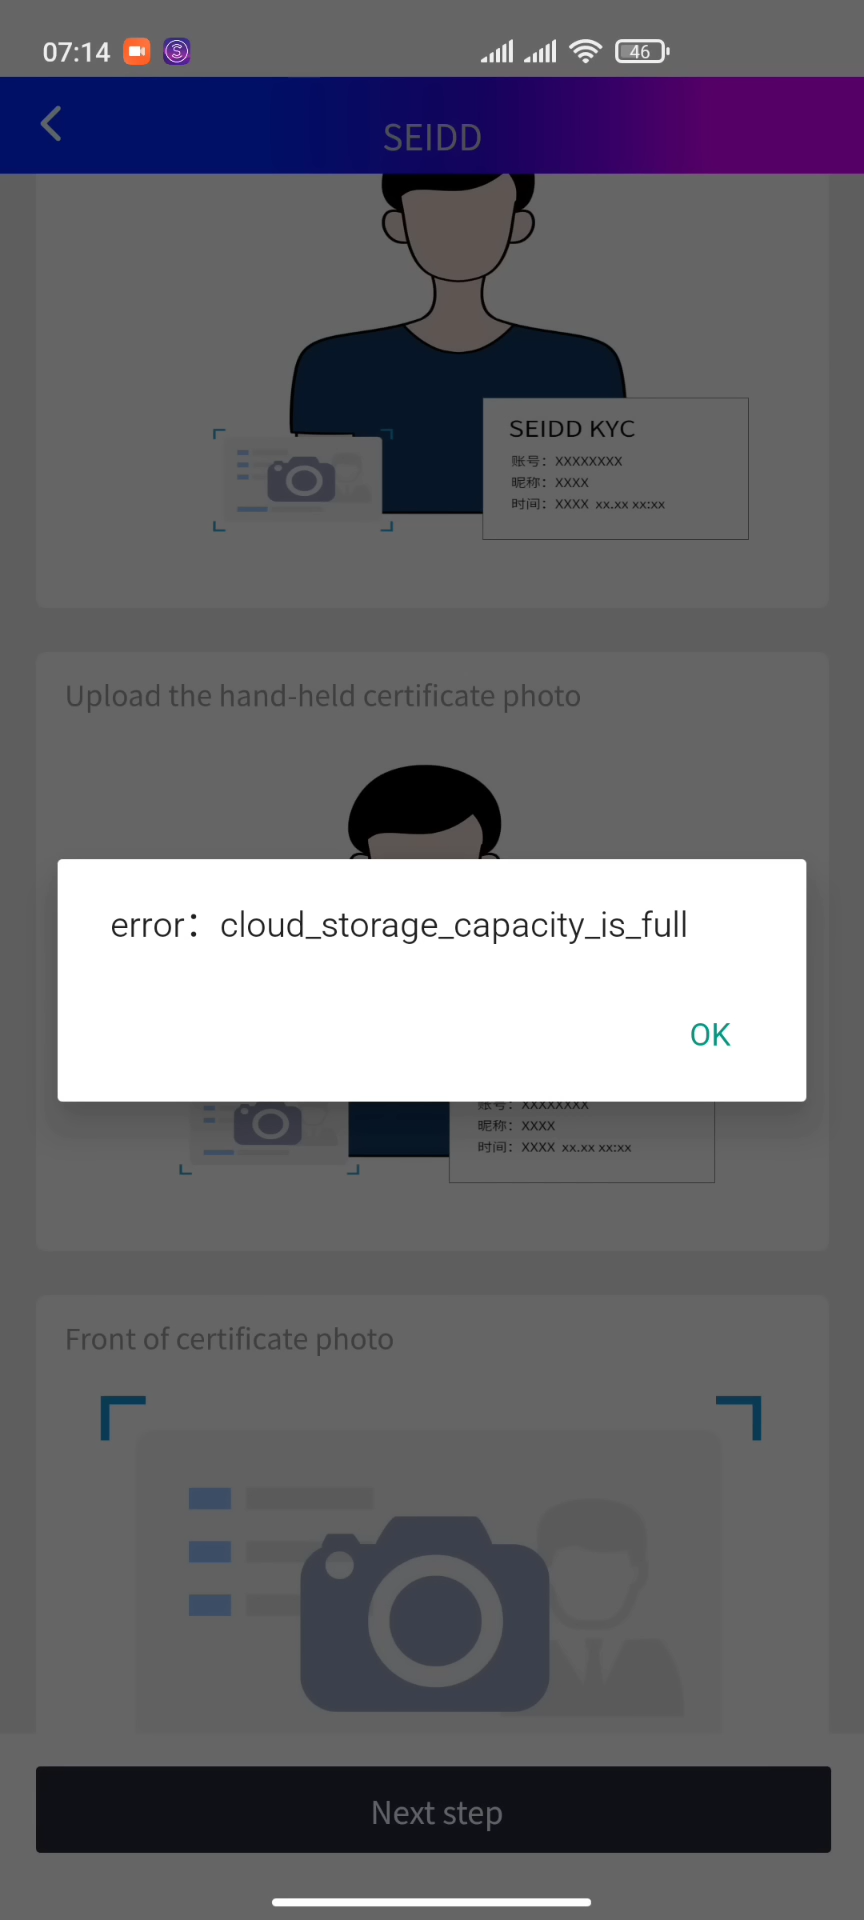 07:14
46
SEIDD
SEIDD KYC
账号：XXXXXXXX
昵称：XXXX
时间：XXXX xx.xx xx:xx
Upload the hand-held certificate photo
error：cloud_storage_capacity_is_full
OK
账号：XXXXXXXX
昵称：XXXX
时间：XXXX xx.xx xx:xx
Front of certificate photo
Next step